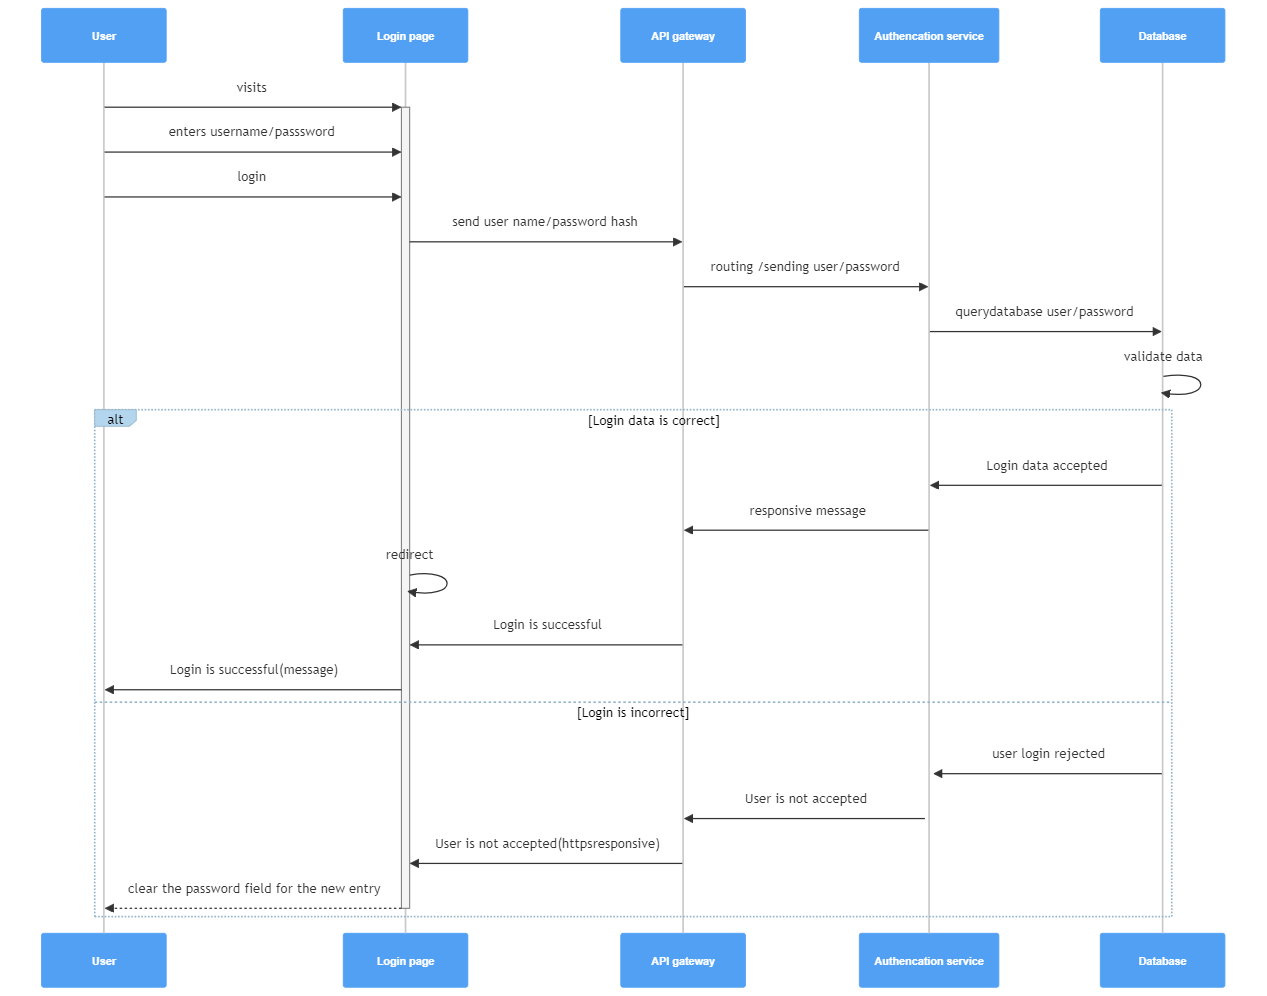 User
Login page
API gateway
Authencation service
Database
visits
enters username/passsword
login
send user name/password hash
routing /sending user/password
querydatabase user/password
validate data
alt
[Login data is correct]
Login data accepted
responsive message
redirect
Login is successful
Login is successful(message)
[Login is incorrect]
user login rejected
User is not accepted
User is not accepted(httpsresponsive)
clear the password field for the new entry
User
Login page
API gateway
Authencation service
Database